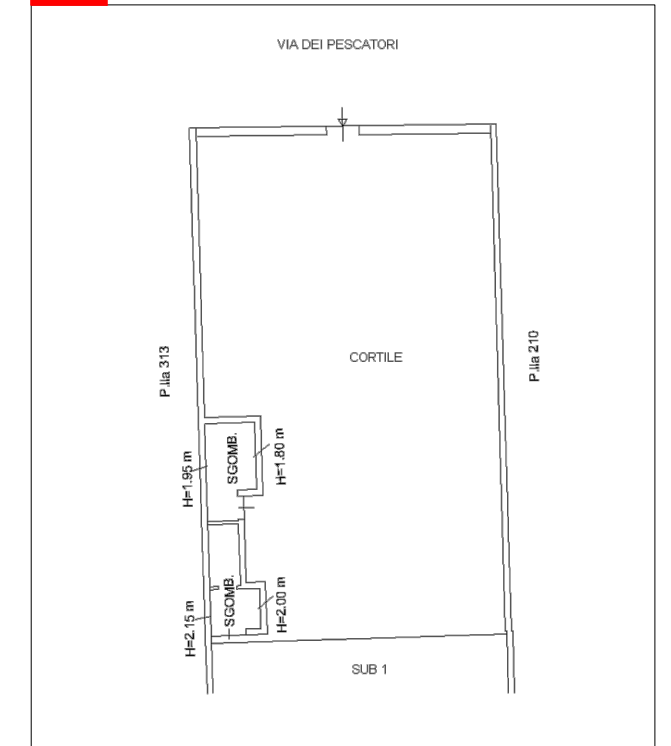 VIA DEI PESCATORI
CORTILE
P.lla 313
P.lla 210
SGOMB.
H=1.95 m
H=1.80 m
SGOMB.
H=2.15 m
H=2.00 m
SUB 1